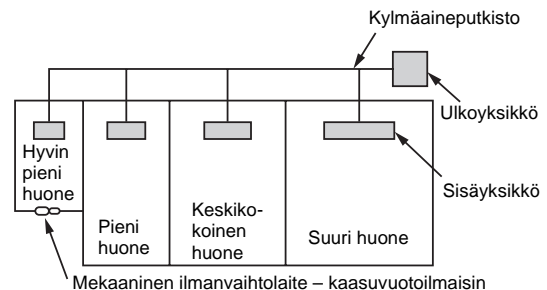 Kylmäaineputkisto
Ulkoyksikkö
Hyvin
pieni
huone
Sisäyksikkö
Pieni
huone
Keskiko-
koinen
huone
Suuri huone
Mekaaninen ilmanvaihtolaite – kaasuvuotoilmaisin